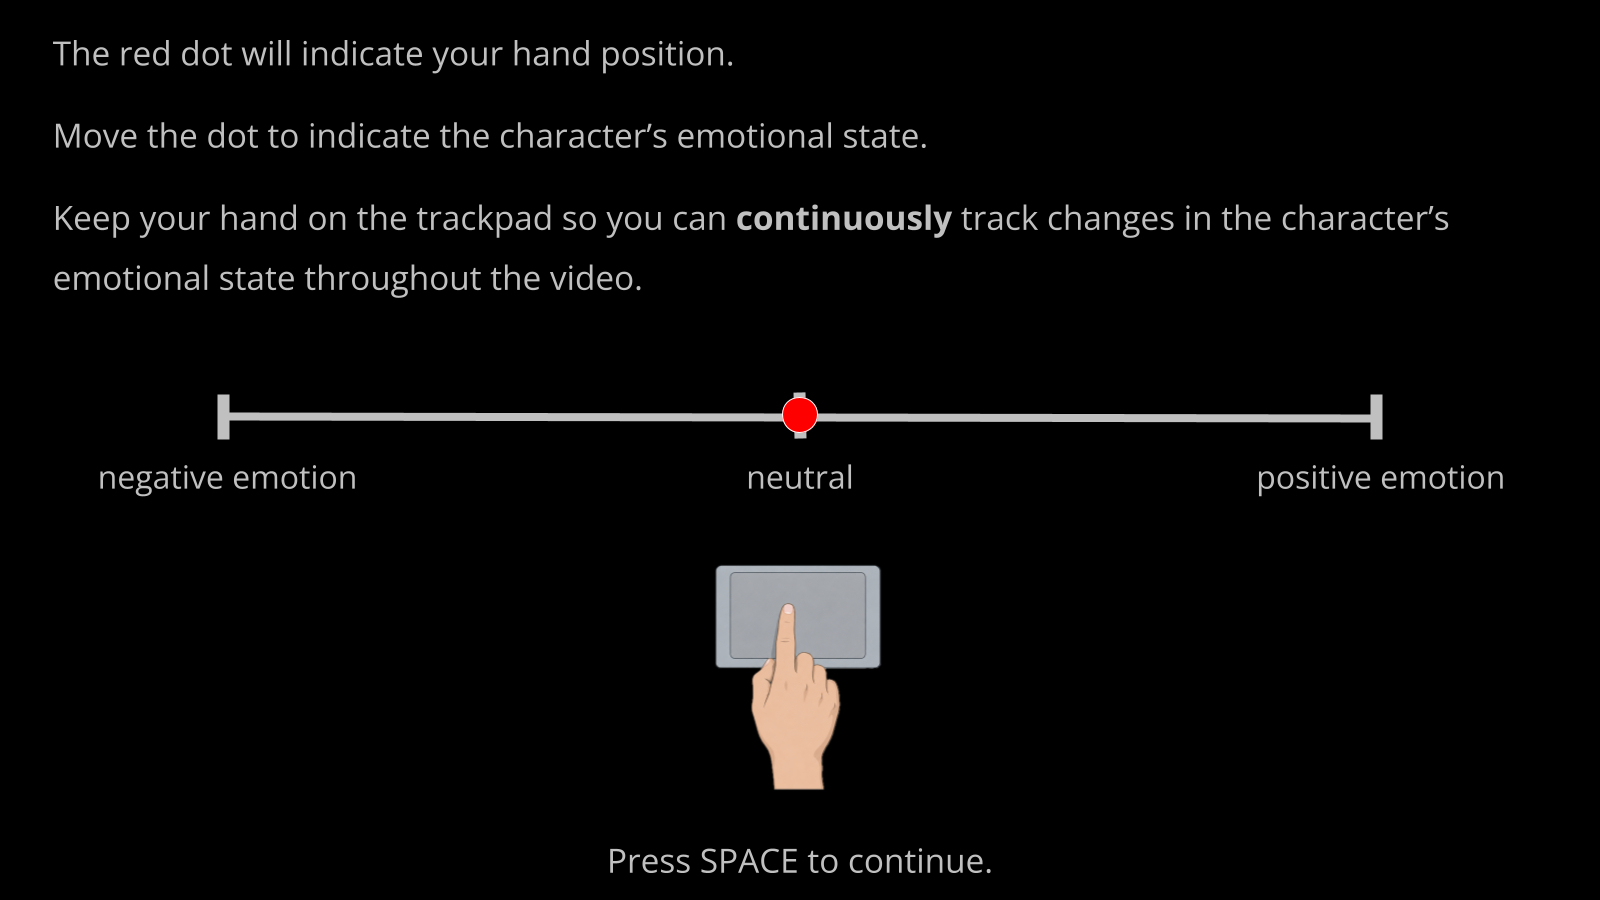 The red dot will indicate your hand position.
Move the dot to indicate the character’s emotional state.
Keep your hand on the trackpad so you can continuously track changes in the character’s
emotional state throughout the video.
negative emotion
neutral
positive emotion
Press SPACE to continue.